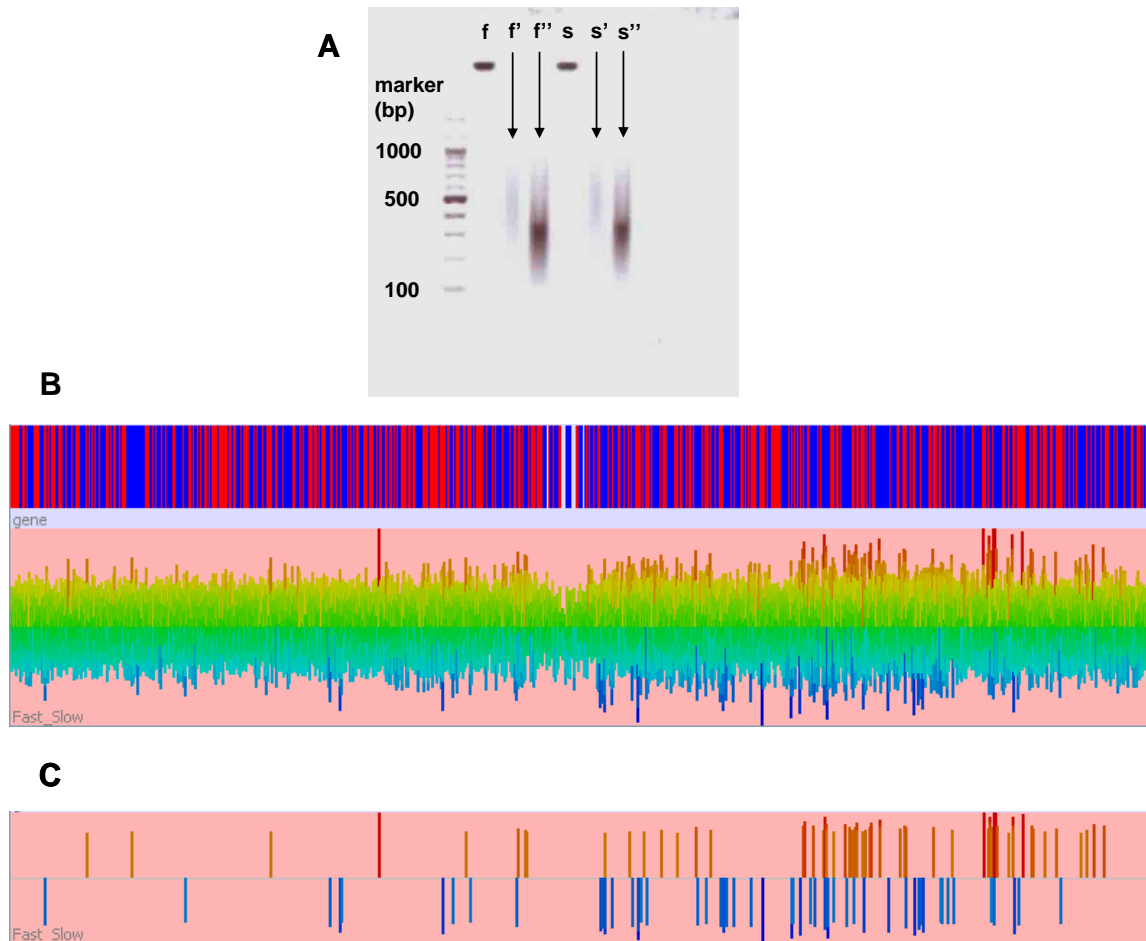 A
f f’ f’’ s s’ s’’
marker
(bp)
1000
500
100
B
gene
Fast_Slow
C
Fast_Slow